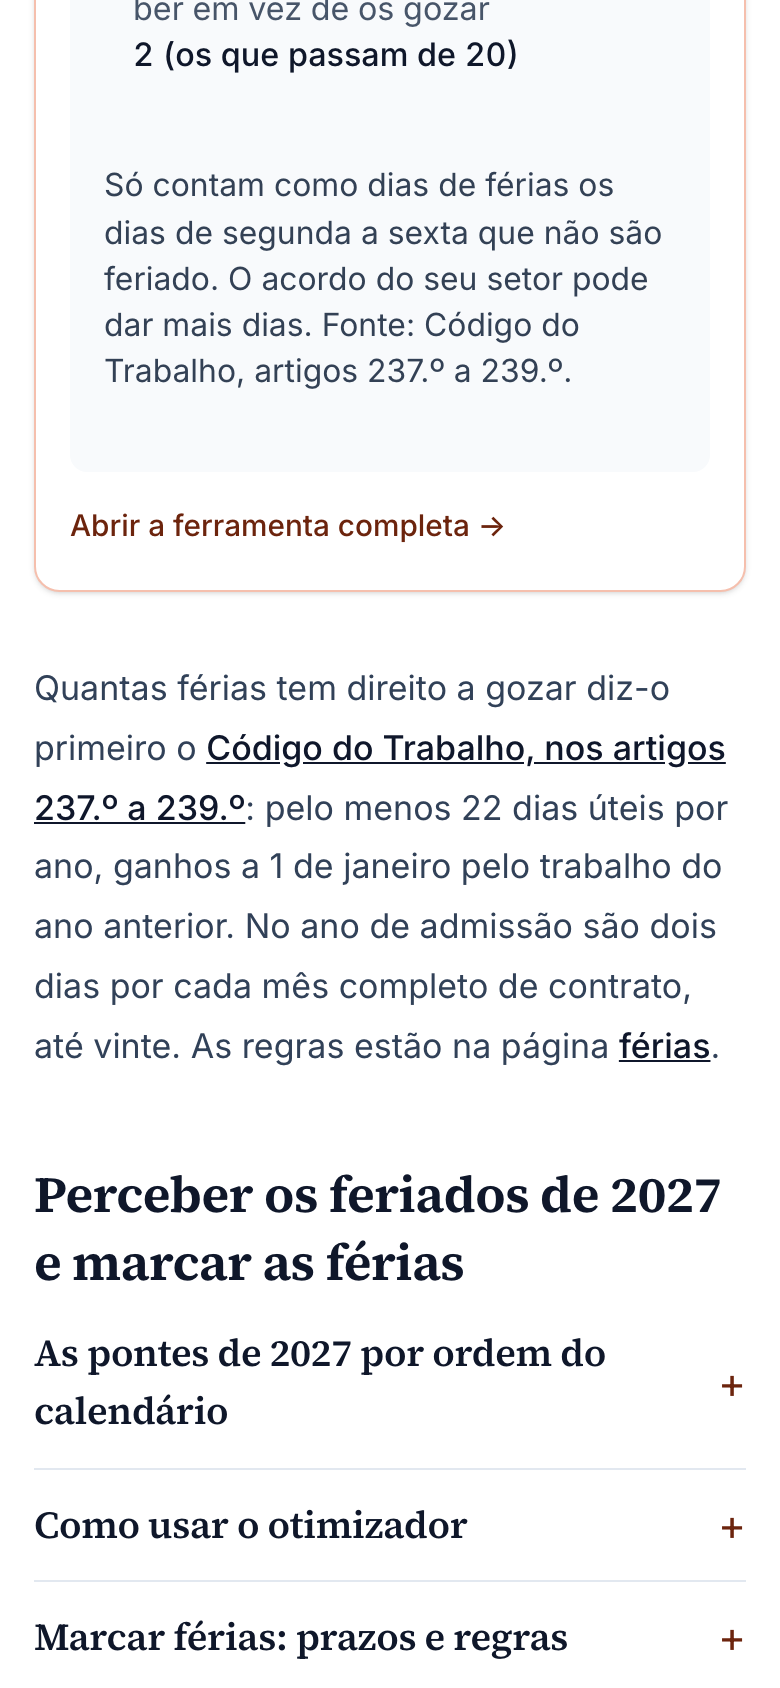 ber em vez de os gozar
2 (os que passam de 20)
Só contam como dias de férias os
dias de segunda a sexta que não são
feriado. O acordo do seu setor pode
dar mais dias. Fonte: Código do
Trabalho, artigos 237.º a 239.º.
Abrir a ferramenta completa →
Quantas férias tem direito a gozar diz-o
primeiro o Código do Trabalho, nos artigos
237.º a 239.º: pelo menos 22 dias úteis por
ano, ganhos a 1 de janeiro pelo trabalho do
ano anterior. No ano de admissão são dois
dias por cada mês completo de contrato,
até vinte. As regras estão na página férias.
Perceber os feriados de 2027
e marcar as férias
As pontes de 2027 por ordem do
calendário
+
Como usar o otimizador +
Marcar férias: prazos e regras +